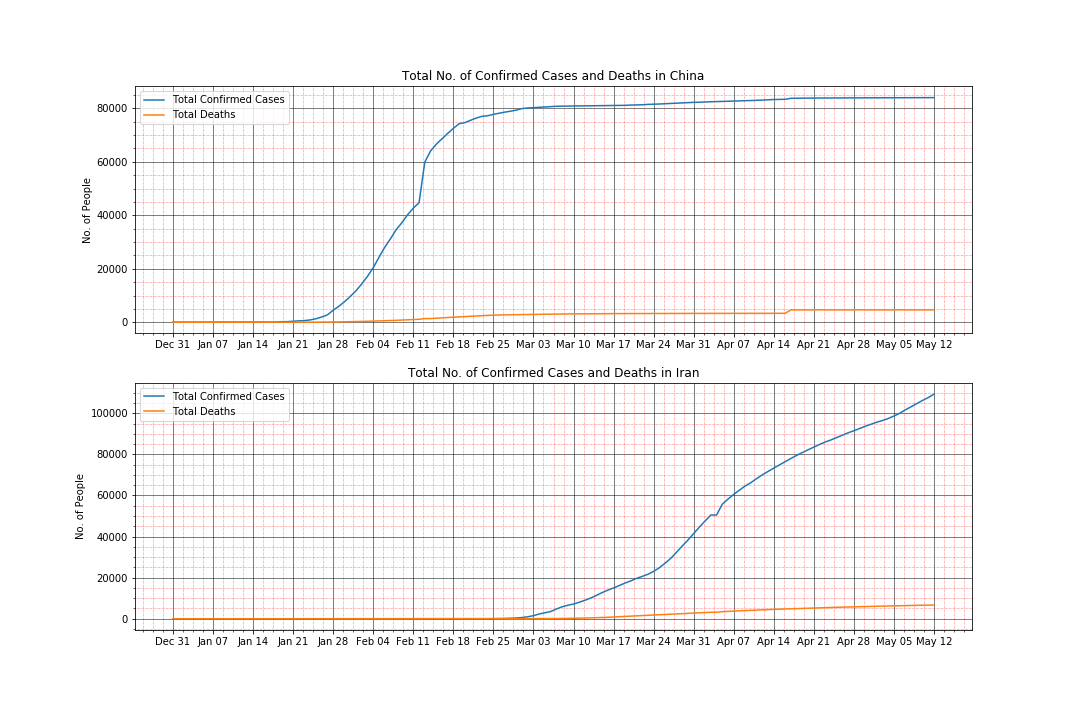 Total No. of Confirmed Cases and Deaths in China
Total Confirmed Cases
Total Deaths
No. of People
80000
60000
40000
20000
0
Dec 31 Jan 07 Jan 14 Jan 21 Jan 28 Feb 04 Feb 11 Feb 18 Feb 25 Mar 03 Mar 10 Mar 17 Mar 24 Mar 31 Apr 07 Apr 14 Apr 21 Apr 28 May 05 May 12
Total No. of Confirmed Cases and Deaths in Iran
Total Confirmed Cases
Total Deaths
No. of People
100000
80000
60000
40000
20000
0
Dec 31 Jan 07 Jan 14 Jan 21 Jan 28 Feb 04 Feb 11 Feb 18 Feb 25 Mar 03 Mar 10 Mar 17 Mar 24 Mar 31 Apr 07 Apr 14 Apr 21 Apr 28 May 05 May 12